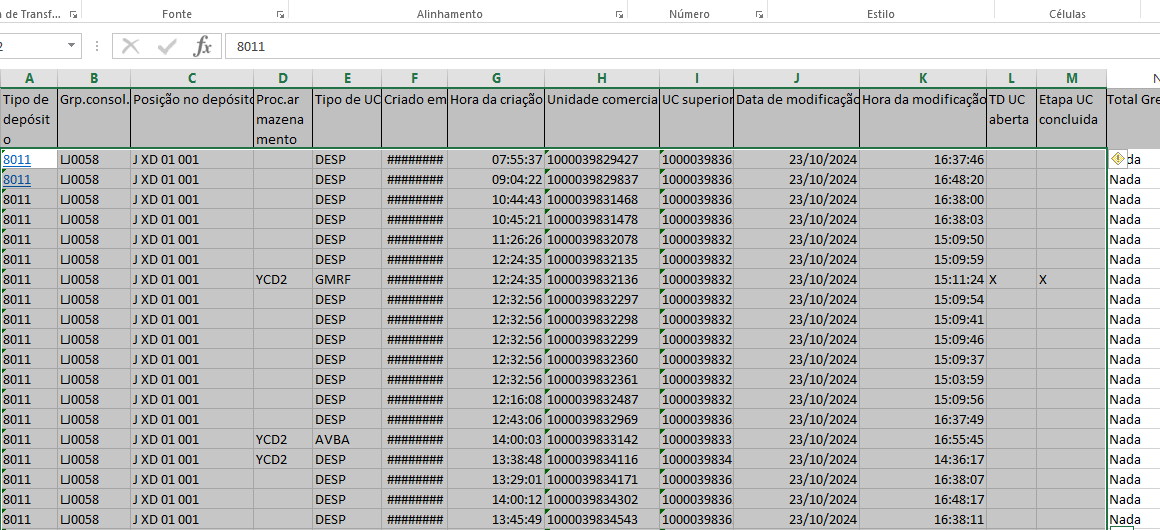 a de Transf... Fonte Alinhamento Número Estilo Células
2 fx 8011
A B C D E F G H I J K L M N
Tipo de depósito Grp.consol. Posição no depósito Proc.armazenamento Tipo de UC Criado em Hora da criação Unidade comercia UC superior Data de modificação Hora da modificação TD UC aberta Etapa UC concluida Total Gre
8011 LJ0058 J XD 01 001 DESP ######## 07:55:37 1000039829427 1000039836 23/10/2024 16:37:46 da
8011 LJ0058 J XD 01 001 DESP ######## 09:04:22 1000039829837 1000039836 23/10/2024 16:48:20 Nada
8011 LJ0058 J XD 01 001 DESP ######## 10:44:43 1000039831468 1000039836 23/10/2024 16:38:00 Nada
8011 LJ0058 J XD 01 001 DESP ######## 10:45:21 1000039831478 1000039836 23/10/2024 16:38:03 Nada
8011 LJ0058 J XD 01 001 DESP ######## 11:26:26 1000039832078 1000039832 23/10/2024 15:09:50 Nada
8011 LJ0058 J XD 01 001 DESP ######## 12:24:35 1000039832135 1000039832 23/10/2024 15:09:59 Nada
8011 LJ0058 J XD 01 001 YCD2 GMRF ######## 12:24:35 1000039832136 1000039832 23/10/2024 15:11:24 X X Nada
8011 LJ0058 J XD 01 001 DESP ######## 12:32:56 1000039832297 1000039832 23/10/2024 15:09:54 Nada
8011 LJ0058 J XD 01 001 DESP ######## 12:32:56 1000039832298 1000039832 23/10/2024 15:09:41 Nada
8011 LJ0058 J XD 01 001 DESP ######## 12:32:56 1000039832299 1000039832 23/10/2024 15:09:46 Nada
8011 LJ0058 J XD 01 001 DESP ######## 12:32:56 1000039832360 1000039832 23/10/2024 15:09:37 Nada
8011 LJ0058 J XD 01 001 DESP ######## 12:32:56 1000039832361 1000039832 23/10/2024 15:03:59 Nada
8011 LJ0058 J XD 01 001 DESP ######## 12:16:08 1000039832487 1000039832 23/10/2024 15:09:56 Nada
8011 LJ0058 J XD 01 001 DESP ######## 12:43:06 1000039832969 1000039836 23/10/2024 16:37:49 Nada
8011 LJ0058 J XD 01 001 YCD2 AVBA ######## 14:00:03 1000039833142 1000039833 23/10/2024 16:55:45 Nada
8011 LJ0058 J XD 01 001 YCD2 DESP ######## 13:38:48 1000039834116 1000039834 23/10/2024 14:36:17 Nada
8011 LJ0058 J XD 01 001 DESP ######## 13:29:01 1000039834171 1000039836 23/10/2024 16:38:07 Nada
8011 LJ0058 J XD 01 001 DESP ######## 14:00:12 1000039834302 1000039836 23/10/2024 16:48:17 Nada
8011 LJ0058 J XD 01 001 DESP ######## 13:45:49 1000039834543 1000039836 23/10/2024 16:38:11 Nada